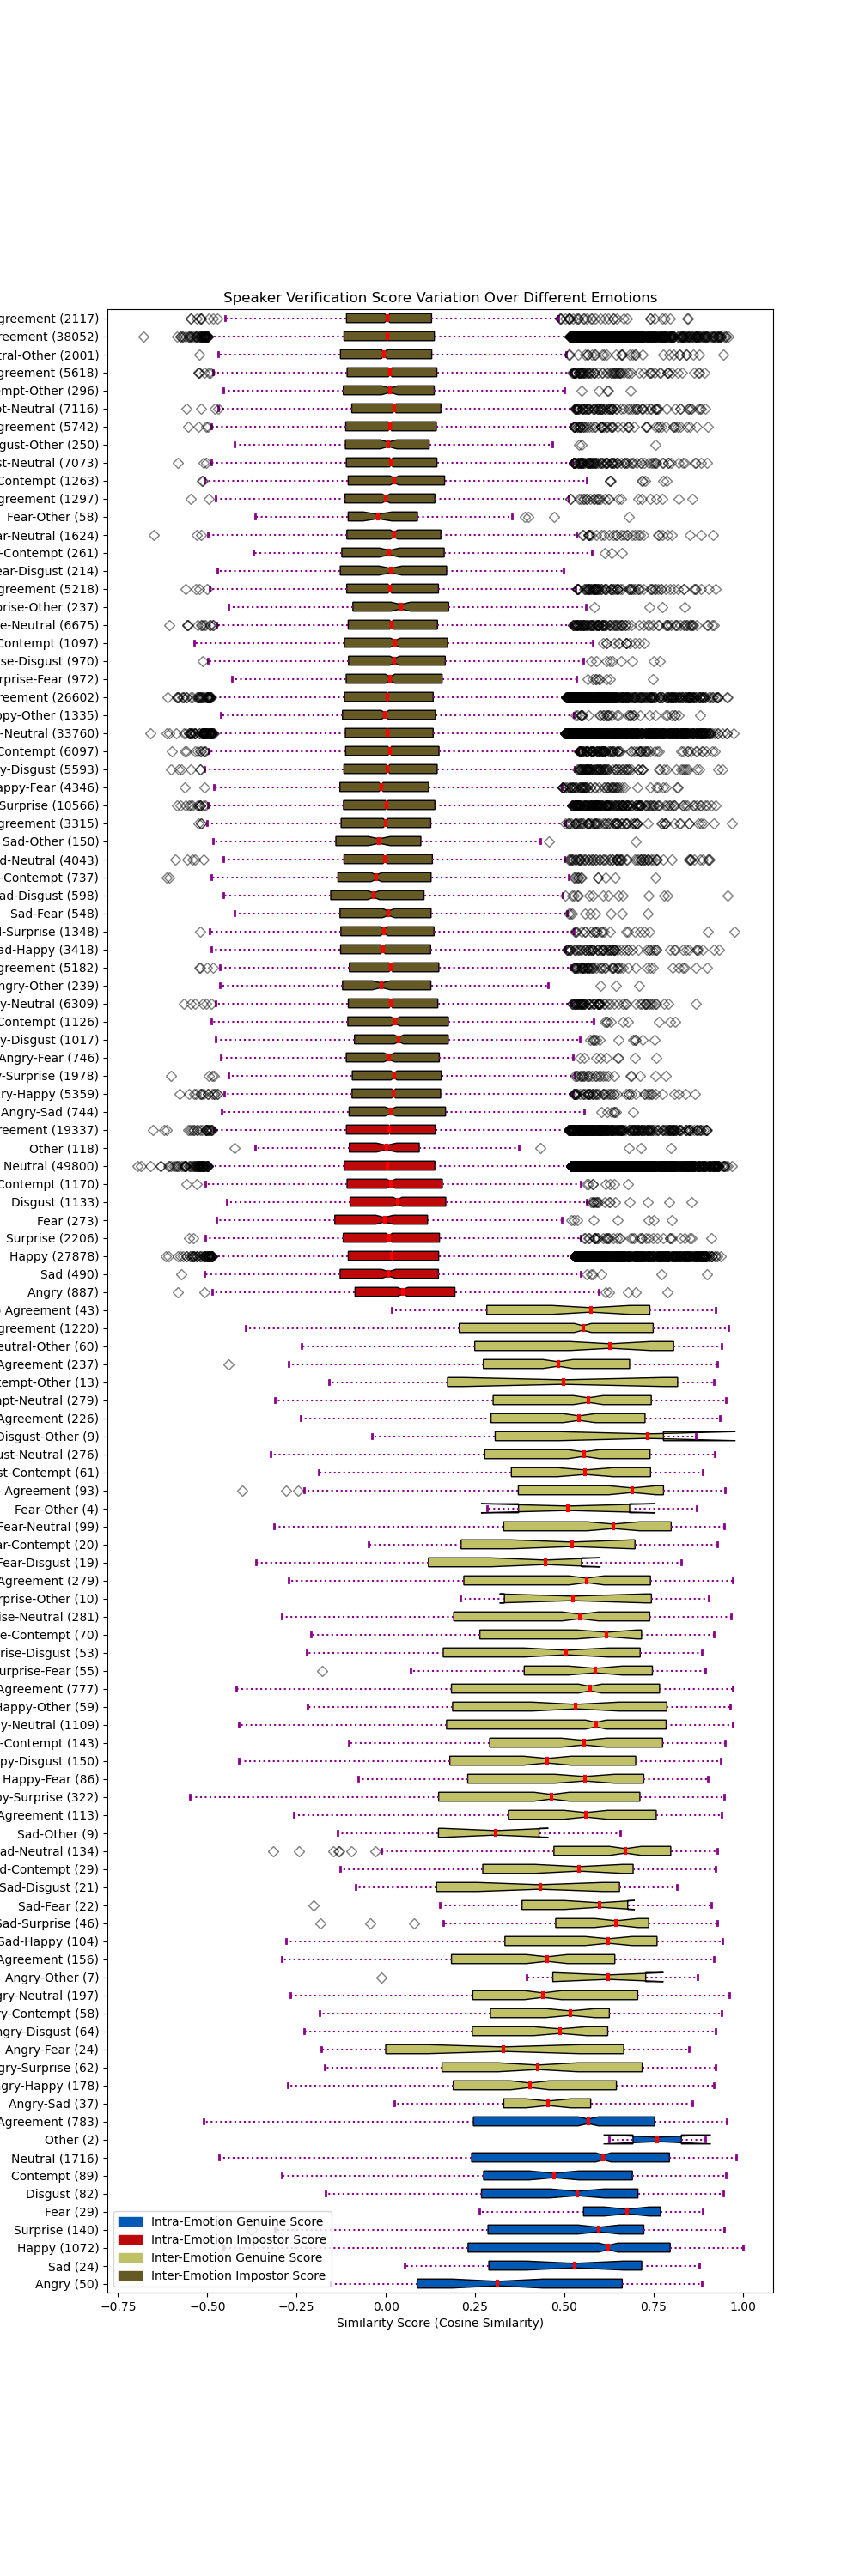 Speaker Verification Score Variation Over Different Emotions
greement (2117)
reement (38052)
tral-Other (2001)
greement (5618)
empt-Other (296)
pt-Neutral (7116)
greement (5742)
gust-Other (250)
st-Neutral (7073)
Contempt (1263)
greement (1297)
Fear-Other (58)
ar-Neutral (1624)
-Contempt (261)
ear-Disgust (214)
greement (5218)
prise-Other (237)
e-Neutral (6675)
Contempt (1097)
se-Disgust (970)
urprise-Fear (972)
reement (26602)
ppy-Other (1335)
-Neutral (33760)
Contempt (6097)
y-Disgust (5593)
appy-Fear (4346)
Surprise (10566)
greement (3315)
Sad-Other (150)
d-Neutral (4043)
-Contempt (737)
ad-Disgust (598)
Sad-Fear (548)
d-Surprise (1348)
ad-Happy (3418)
greement (5182)
ngry-Other (239)
y-Neutral (6309)
Contempt (1126)
y-Disgust (1017)
Angry-Fear (746)
y-Surprise (1978)
ry-Happy (5359)
Angry-Sad (744)
reement (19337)
Other (118)
Neutral (49800)
Contempt (1170)
Disgust (1133)
Fear (273)
Surprise (2206)
Happy (27878)
Sad (490)
Angry (887)
Agreement (43)
greement (1220)
eutral-Other (60)
Agreement (237)
tempt-Other (13)
mpt-Neutral (279)
Agreement (226)
Disgust-Other (9)
ust-Neutral (276)
st-Contempt (61)
Agreement (93)
Fear-Other (4)
Fear-Neutral (99)
ar-Contempt (20)
Fear-Disgust (19)
Agreement (279)
rprise-Other (10)
ise-Neutral (281)
e-Contempt (70)
rise-Disgust (53)
urprise-Fear (55)
Agreement (777)
Happy-Other (59)
y-Neutral (1109)
-Contempt (143)
py-Disgust (150)
Happy-Fear (86)
py-Surprise (322)
Agreement (113)
Sad-Other (9)
ad-Neutral (134)
d-Contempt (29)
Sad-Disgust (21)
Sad-Fear (22)
Sad-Surprise (46)
Sad-Happy (104)
Agreement (156)
Angry-Other (7)
gry-Neutral (197)
y-Contempt (58)
ngry-Disgust (64)
Angry-Fear (24)
gry-Surprise (62)
ngry-Happy (178)
Angry-Sad (37)
Agreement (783)
Other (2)
Neutral (1716)
Contempt (89)
Disgust (82)
Fear (29)
Surprise (140)
Happy (1072)
Sad (24)
Angry (50)
Intra-Emotion Genuine Score
Intra-Emotion Impostor Score
Inter-Emotion Genuine Score
Inter-Emotion Impostor Score
−0.75 −0.50 −0.25 0.00 0.25 0.50 0.75 1.00
Similarity Score (Cosine Similarity)